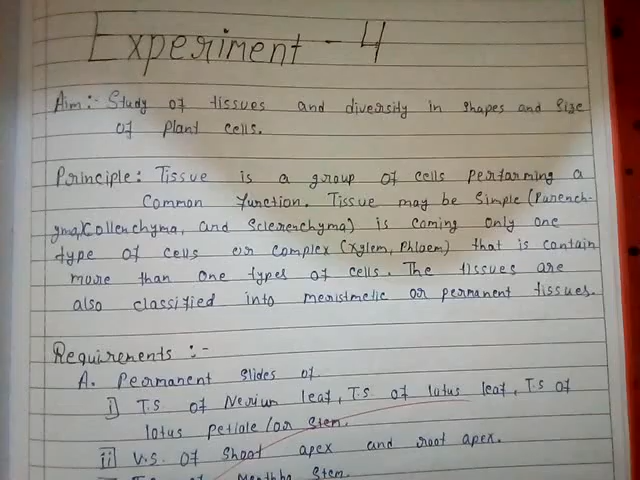 Experiment - 4
Aim:- Study of tissues and diversity in shapes and size
of plant cells.
Principle: Tissue is a group of cells performing a
common function. Tissue may be simple (Parench-
yma, Collenchyma, and Sclerenchyma) is coming only one
type of cells or complex (Xylem, Phloem) that is contain
more than one types of cells. The tissues are
also classified into meristmetic or permanent tissues.
Requirements :-
A. Permanent slides of
i) T.S of Nerium leaf, T.S of lotus leaf, T.S of
lotus petiole/or stem.
ii) V.S. of Shoot apex and root apex.
stem.